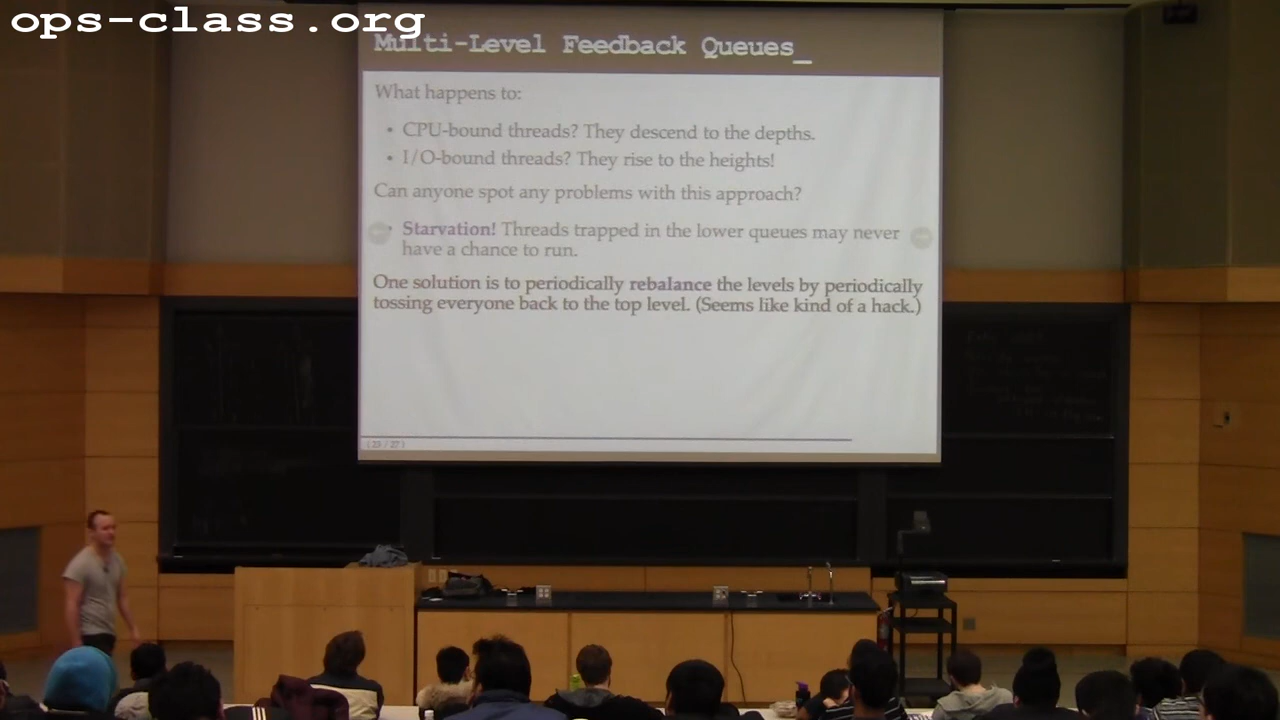 ops-class.org
Multi-Level Feedback Queues_
What happens to:
• CPU-bound threads? They descend to the depths.
• I/O-bound threads? They rise to the heights!
Can anyone spot any problems with this approach?
• Starvation! Threads trapped in the lower queues may never
have a chance to run.
One solution is to periodically rebalance the levels by periodically
tossing everyone back to the top level. (Seems like kind of a hack.)
( 23 / 27 )